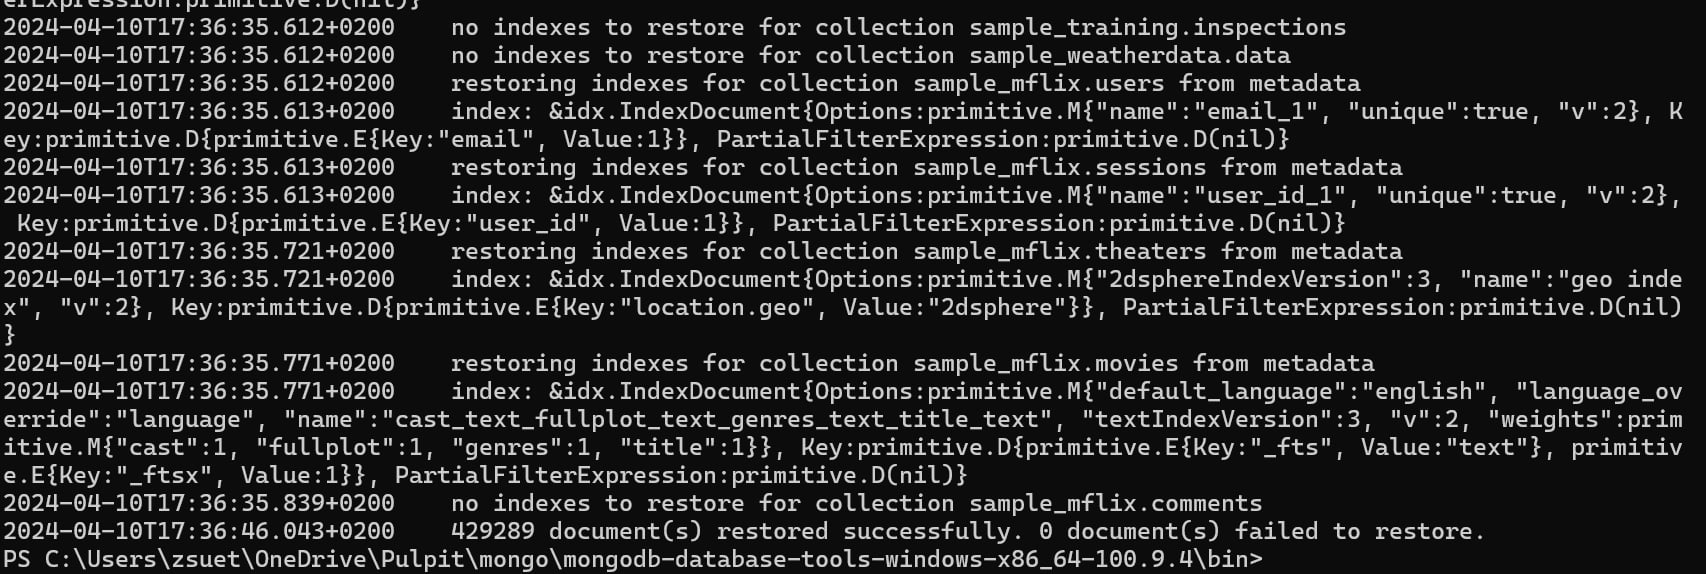 erExpression:primitive.D(nil)}
2024-04-10T17:36:35.612+0200    no indexes to restore for collection sample_training.inspections
2024-04-10T17:36:35.612+0200    no indexes to restore for collection sample_weatherdata.data
2024-04-10T17:36:35.612+0200    restoring indexes for collection sample_mflix.users from metadata
2024-04-10T17:36:35.613+0200    index: &idx.IndexDocument{Options:primitive.M{"name":"email_1", "unique":true, "v":2}, K
ey:primitive.D{primitive.E{Key:"email", Value:1}}, PartialFilterExpression:primitive.D(nil)}
2024-04-10T17:36:35.613+0200    restoring indexes for collection sample_mflix.sessions from metadata
2024-04-10T17:36:35.613+0200    index: &idx.IndexDocument{Options:primitive.M{"name":"user_id_1", "unique":true, "v":2},
 Key:primitive.D{primitive.E{Key:"user_id", Value:1}}, PartialFilterExpression:primitive.D(nil)}
2024-04-10T17:36:35.721+0200    restoring indexes for collection sample_mflix.theaters from metadata
2024-04-10T17:36:35.721+0200    index: &idx.IndexDocument{Options:primitive.M{"2dsphereIndexVersion":3, "name":"geo inde
x", "v":2}, Key:primitive.D{primitive.E{Key:"location.geo", Value:"2dsphere"}}, PartialFilterExpression:primitive.D(nil)
}
2024-04-10T17:36:35.771+0200    restoring indexes for collection sample_mflix.movies from metadata
2024-04-10T17:36:35.771+0200    index: &idx.IndexDocument{Options:primitive.M{"default_language":"english", "language_ov
erride":"language", "name":"cast_text_fullplot_text_genres_text_title_text", "textIndexVersion":3, "v":2, "weights":prim
itive.M{"cast":1, "fullplot":1, "genres":1, "title":1}}, Key:primitive.D{primitive.E{Key:"_fts", Value:"text"}, primitiv
e.E{Key:"_ftsx", Value:1}}, PartialFilterExpression:primitive.D(nil)}
2024-04-10T17:36:35.839+0200    no indexes to restore for collection sample_mflix.comments
2024-04-10T17:36:46.043+0200    429289 document(s) restored successfully. 0 document(s) failed to restore.
PS C:\Users\zsuet\OneDrive\Pulpit\mongo\mongodb-database-tools-windows-x86_64-100.9.4\bin>